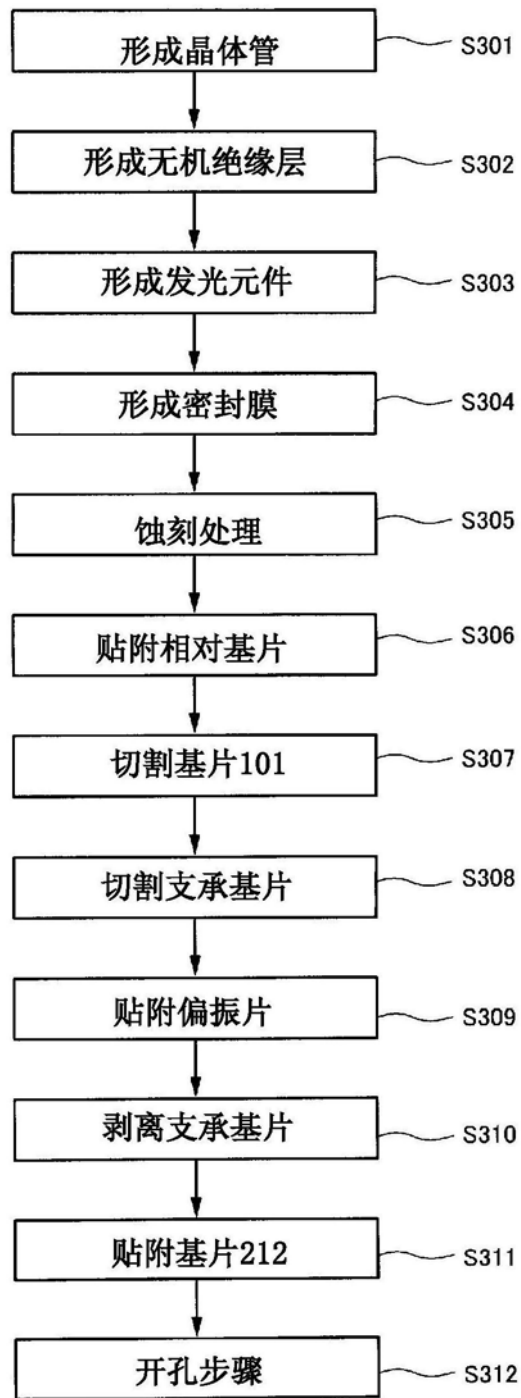 形成晶体管
S301
形成无机绝缘层
S302
形成发光元件
S303
形成密封膜
S304
蚀刻处理
S305
贴附相对基片
S306
切割基片101
S307
切割支承基片
S308
贴附偏振片
S309
剥离支承基片
S310
贴附基片212
S311
开孔步骤
S312